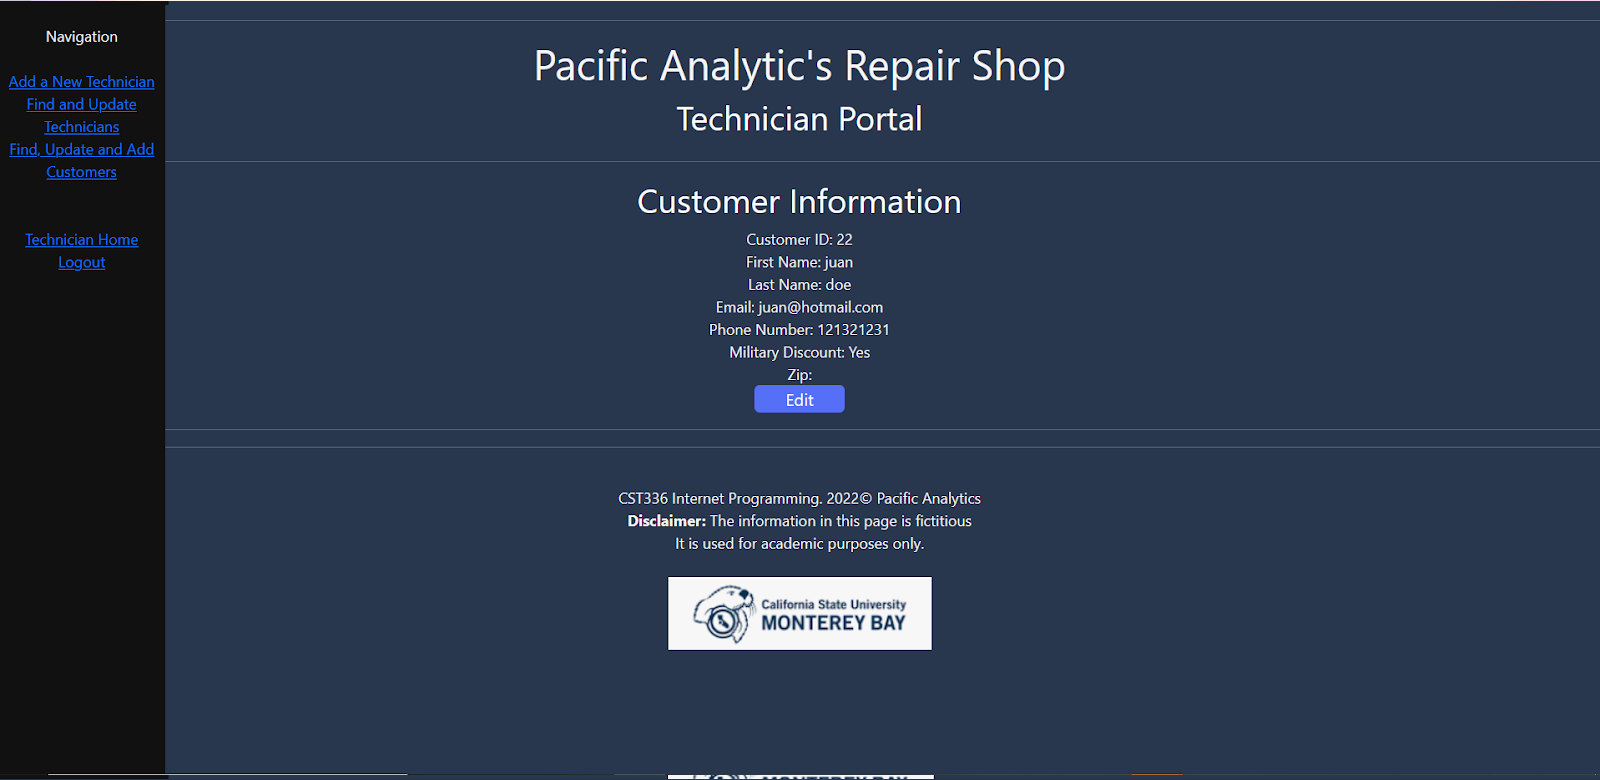 Navigation
Add a New Technician
Find and Update
Technicians
Find, Update and Add
Customers
Technician Home
Logout
Pacific Analytic's Repair Shop
Technician Portal
Customer Information
Customer ID: 22
First Name: juan
Last Name: doe
Email: juan@hotmail.com
Phone Number: 121321231
Military Discount: Yes
Zip:
Edit
CST336 Internet Programming. 2022© Pacific Analytics
Disclaimer: The information in this page is fictitious
It is used for academic purposes only.
California State University
MONTEREY BAY